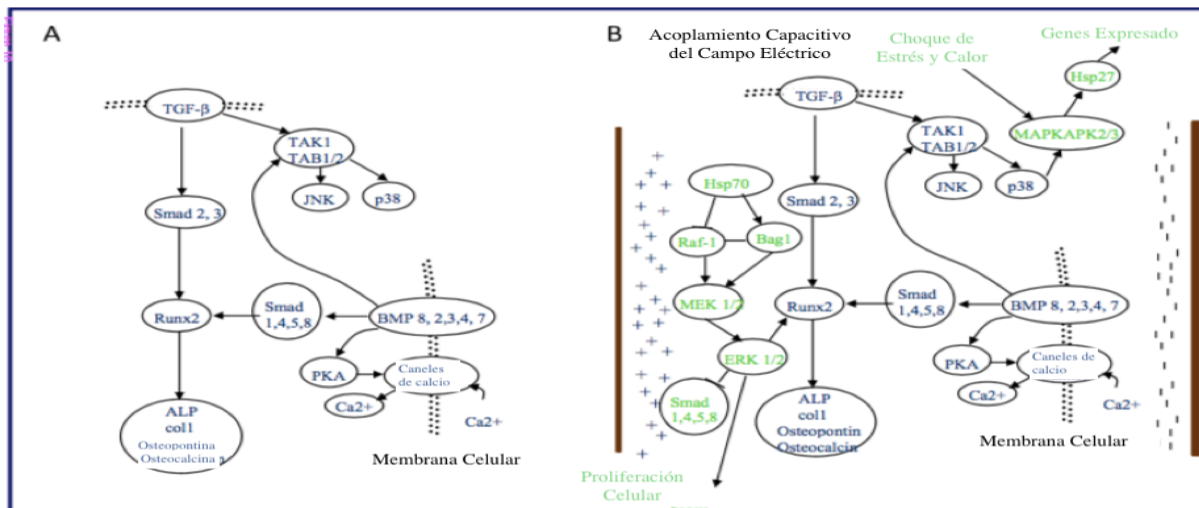 A
TGF-β
TAK1
TAB1/2
JNK
p38
Smad 2, 3
Runx2
Smad
1,4,5,8
BMP 8, 2,3,4, 7
PKA
Caneles
de calcio
Ca2+
Ca2+
ALP
col1
Osteopontina
Osteocalcina
Membrana Celular
B
Acoplamiento Capacitivo
del Campo Eléctrico
Choque de
Estrés y Calor
Genes Expresado
Hsp27
MAPKAPK2/3
TGF-β
TAK1
TAB1/2
JNK
p38
Hsp70
Smad 2, 3
Raf-1
Bag1
MEK 1/2
Runx2
Smad
1,4,5,8
BMP 8, 2,3,4, 7
ERK 1/2
PKA
Caneles de
calcio
Ca2+
Ca2+
Smad
1,4,5,8
ALP
col1
Osteopontin
Osteocalcin
Membrana Celular
Proliferación
Celular